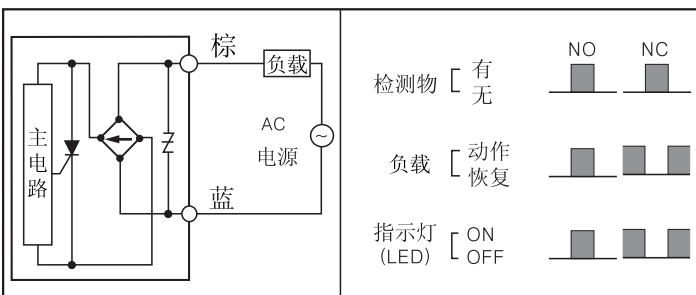 棕
负载
主电路
AC
电源
~
蓝
NO NC
检测物 有
无
负载 动作
恢复
指示灯 ON
(LED) OFF